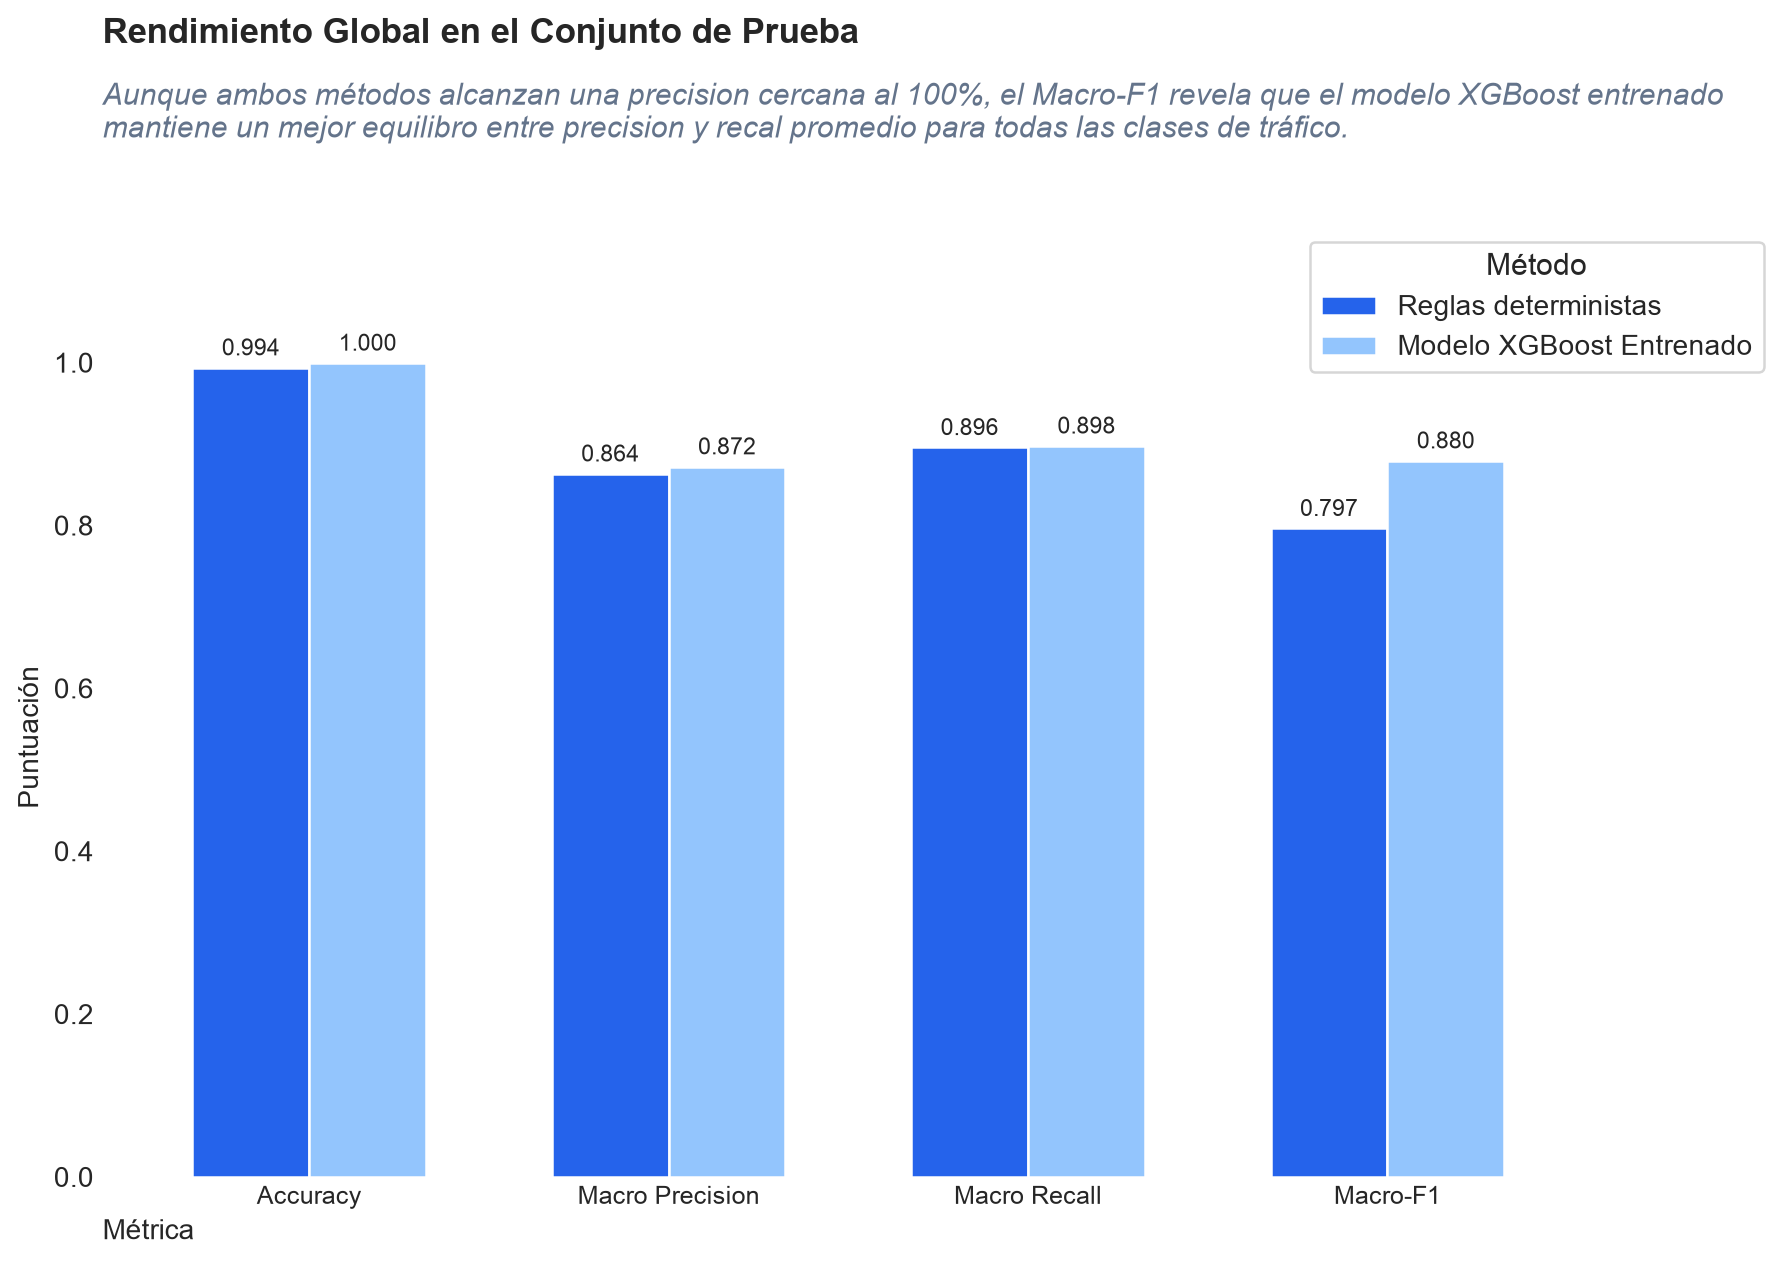 Rendimiento Global en el Conjunto de Prueba
Aunque ambos métodos alcanzan una precision cercana al 100%, el Macro-F1 revela que el modelo XGBoost entrenado
mantiene un mejor equilibro entre precision y recal promedio para todas las clases de tráfico.
Método
Reglas deterministas
Modelo XGBoost Entrenado
0.994
1.000
0.864
0.872
0.896
0.898
0.797
0.880
1.0
0.8
0.6
0.4
0.2
0.0
Puntuación
Accuracy
Macro Precision
Macro Recall
Macro-F1
Métrica